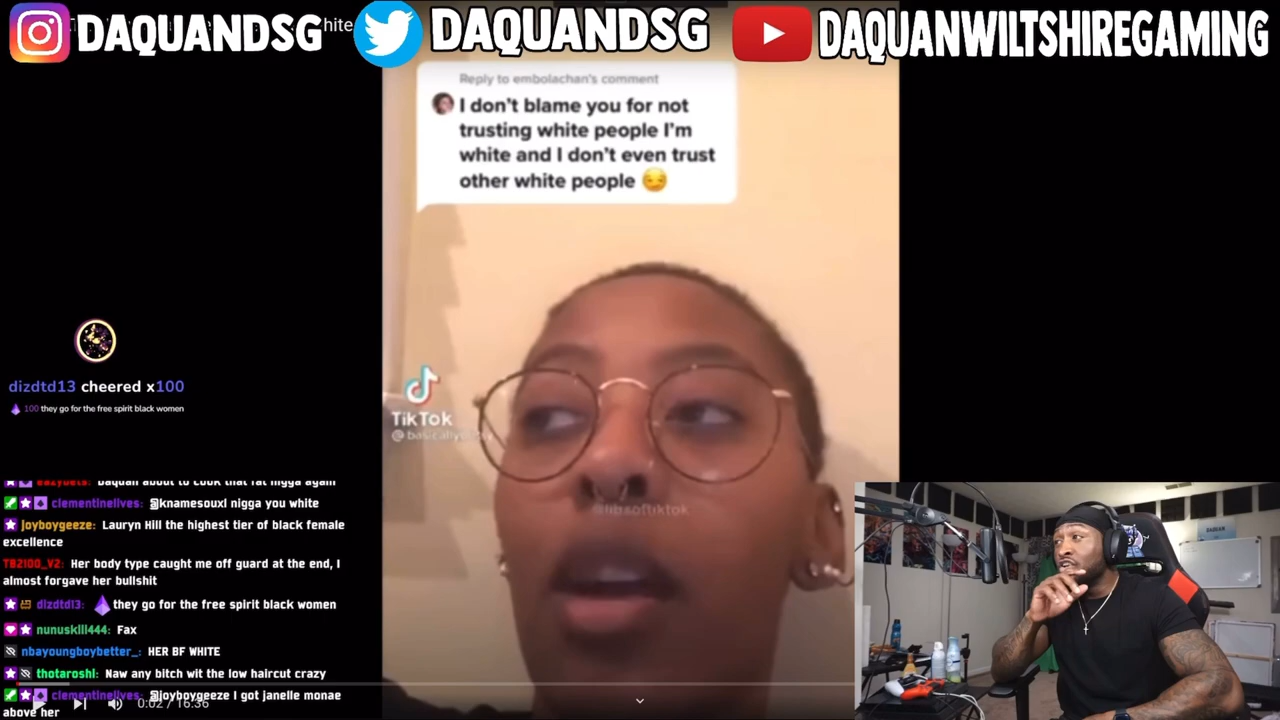 hite
DAQUANDSG
DAQUANDSG
DAQUANWILTSHIREGAMING
Reply to embolachan's comment
I don't blame you for not
trusting white people I'm
white and I don't even trust
other white people 😏
TikTok
@libsoftiktok
dizdtd13 cheered x100
100 they go for the free spirit black women
eazybets: Daquan about to cook that fat nigga again
clementinelives: @knamesouxl nigga you white
joyboygeeze: Lauryn Hill the highest tier of black female
excellence
TB2100_V2: Her body type caught me off guard at the end, I
almost forgave her bullshit
dizdtd13: they go for the free spirit black women
nunuskill444: Fax
nbayoungboybetter_: HER BF WHITE
thotaroshi: Naw any bitch wit the low haircut crazy
clementinelives: @joyboygeeze I got janelle monae
above her
0:02 / 16:36